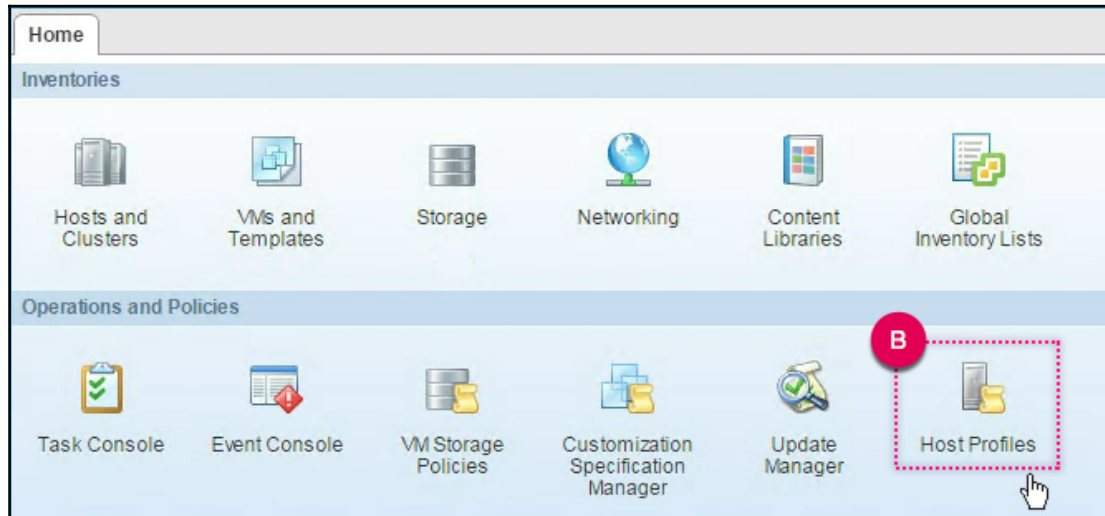 Home
Inventories
Hosts and
Clusters
VMs and
Templates
Storage
Networking
Content
Libraries
Global
Inventory Lists
Operations and Policies
B
Task Console
Event Console
VM Storage
Policies
Customization
Specification
Manager
Update
Manager
Host Profiles